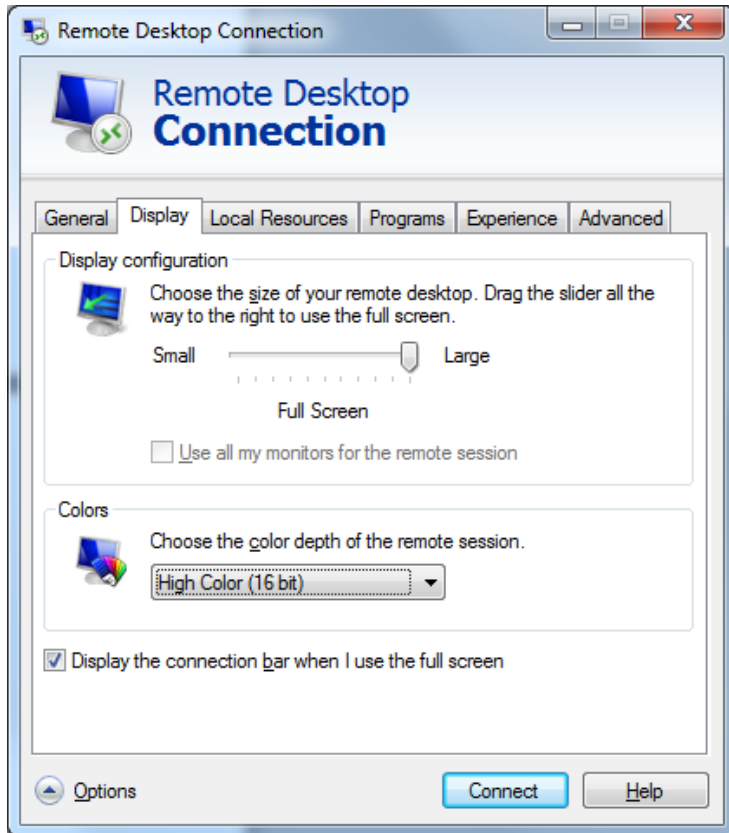 Remote Desktop Connection
Remote Desktop
Connection
General Display Local Resources Programs Experience Advanced
Display configuration
Choose the size of your remote desktop. Drag the slider all the
way to the right to use the full screen.
Small Large
Full Screen
Use all my monitors for the remote session
Colors
Choose the color depth of the remote session.
High Color (16 bit)
Display the connection bar when I use the full screen
Options Connect Help